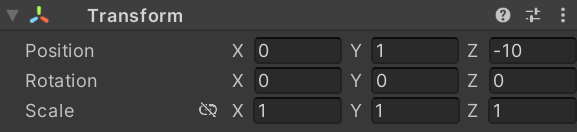 Transform
Position X 0 Y 1 Z -10
Rotation X 0 Y 0 Z 0
Scale X 1 Y 1 Z 1